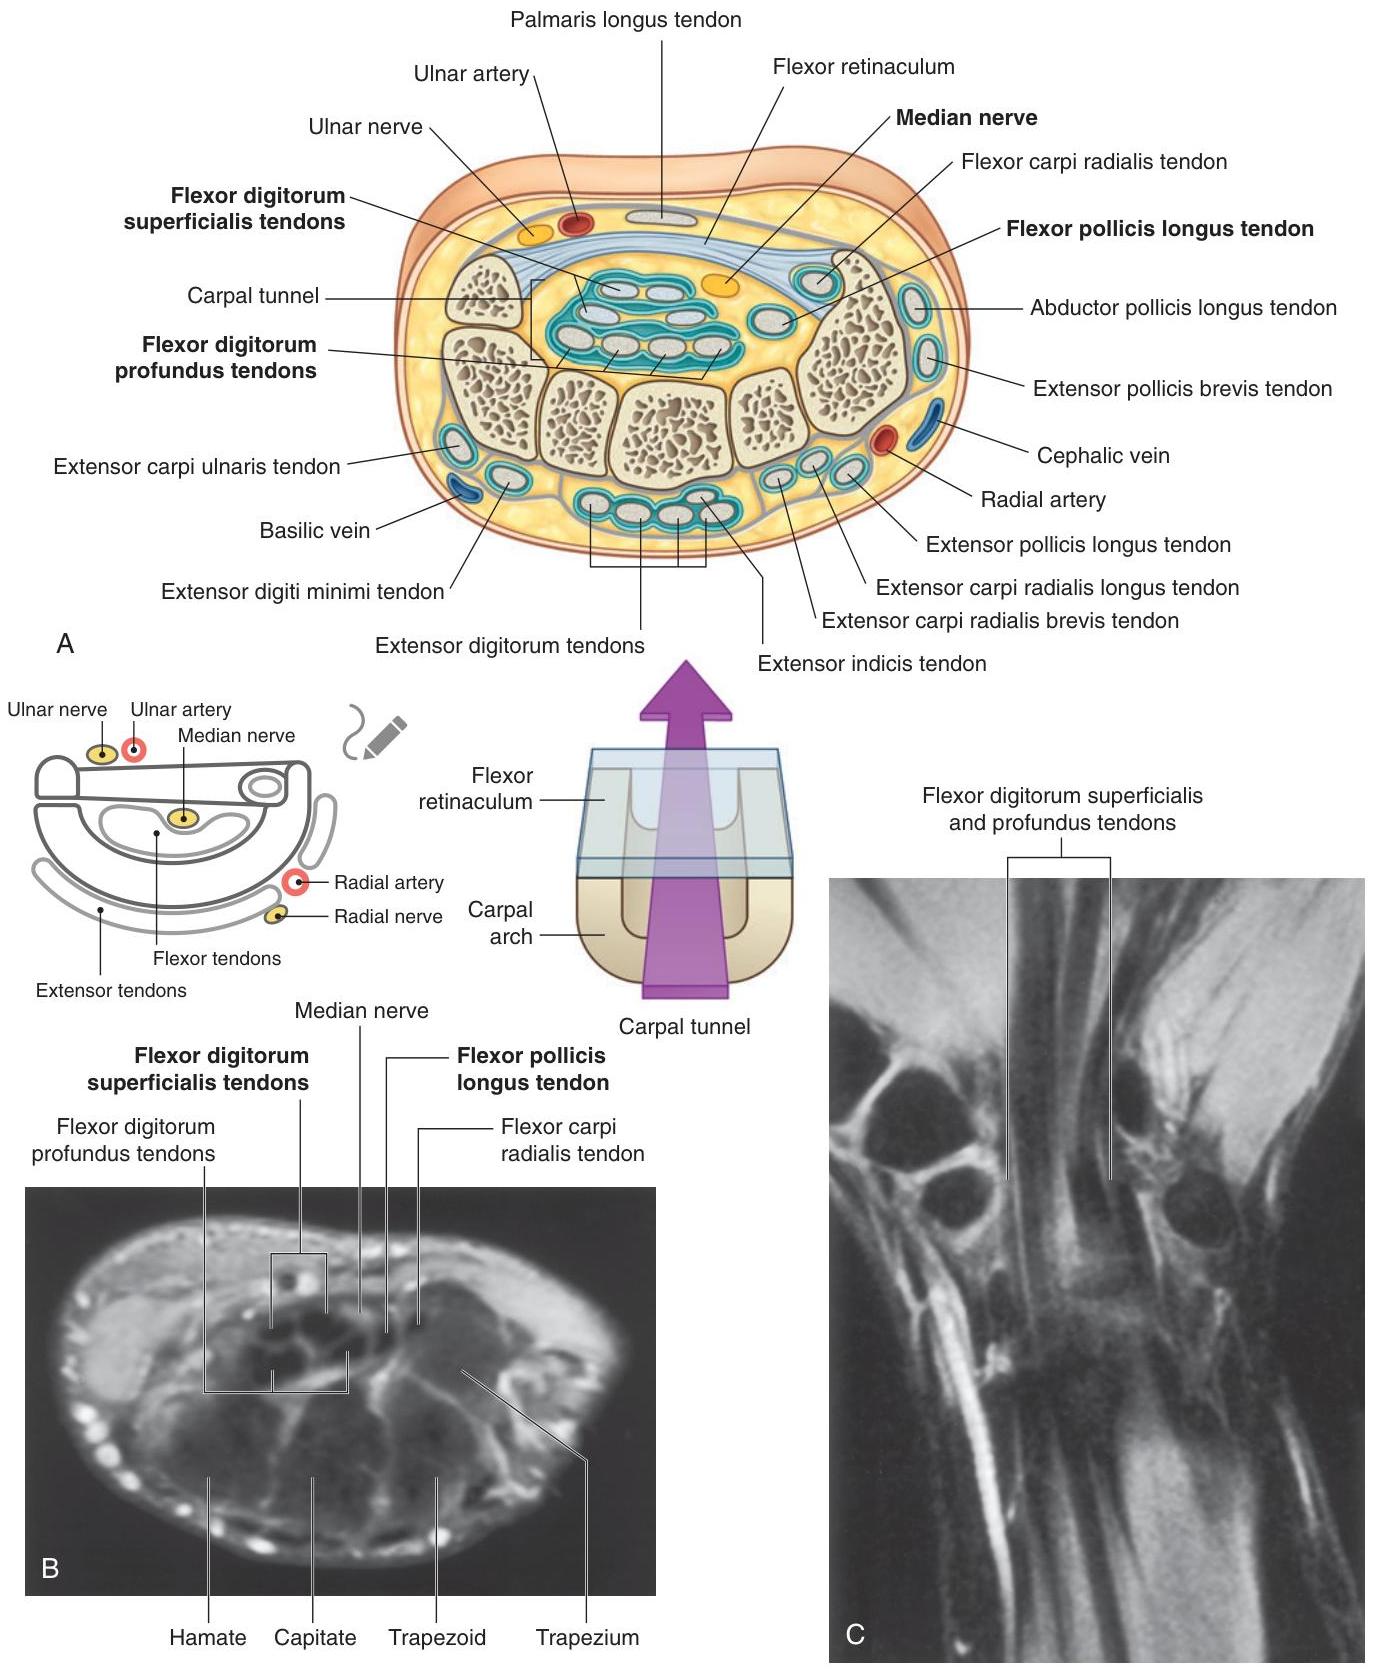 Palmaris longus tendon
Ulnar artery
Flexor retinaculum
Ulnar nerve
Median nerve
Flexor carpi radialis tendon
Flexor digitorum
superficialis tendons
Flexor pollicis longus tendon
Carpal tunnel
Abductor pollicis longus tendon
Flexor digitorum
profundus tendons
Extensor pollicis brevis tendon
Extensor carpi ulnaris tendon
Cephalic vein
Radial artery
Basilic vein
Extensor pollicis longus tendon
Extensor digiti minimi tendon
Extensor carpi radialis longus tendon
Extensor carpi radialis brevis tendon
A
Extensor digitorum tendons
Extensor indicis tendon
Ulnar nerve
Ulnar artery
Median nerve
Radial artery
Radial nerve
Flexor tendons
Extensor tendons
Flexor
retinaculum
Carpal
arch
Carpal tunnel
Flexor digitorum superficialis
and profundus tendons
Median nerve
Flexor digitorum
superficialis tendons
Flexor pollicis
longus tendon
Flexor digitorum
profundus tendons
Flexor carpi
radialis tendon
B
Hamate
Capitate
Trapezoid
Trapezium
C